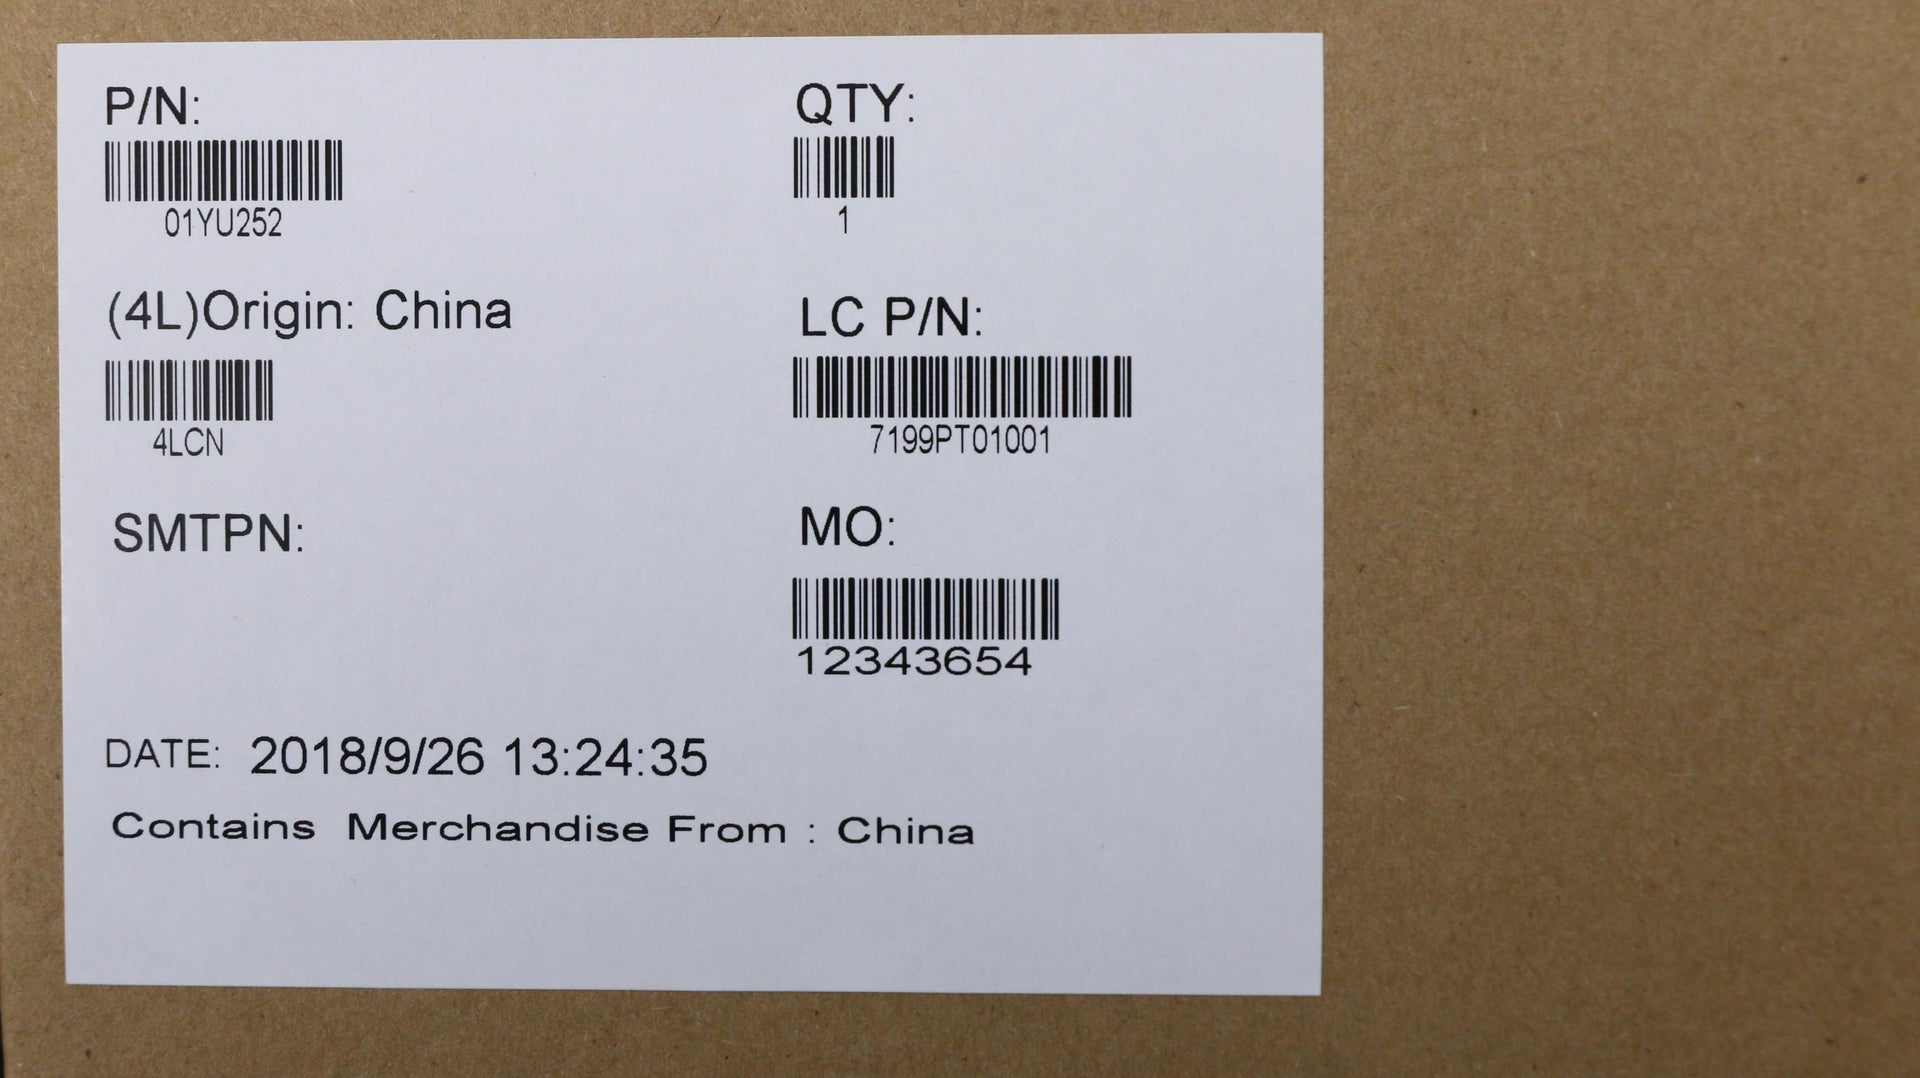 P/N:
01YU252
QTY:
1
(4L)Origin: China
4LCN
LC P/N:
7199PT01001
SMTPN:
MO:
12343654
DATE: 2018/9/26 13:24:35
Contains Merchandise From : China